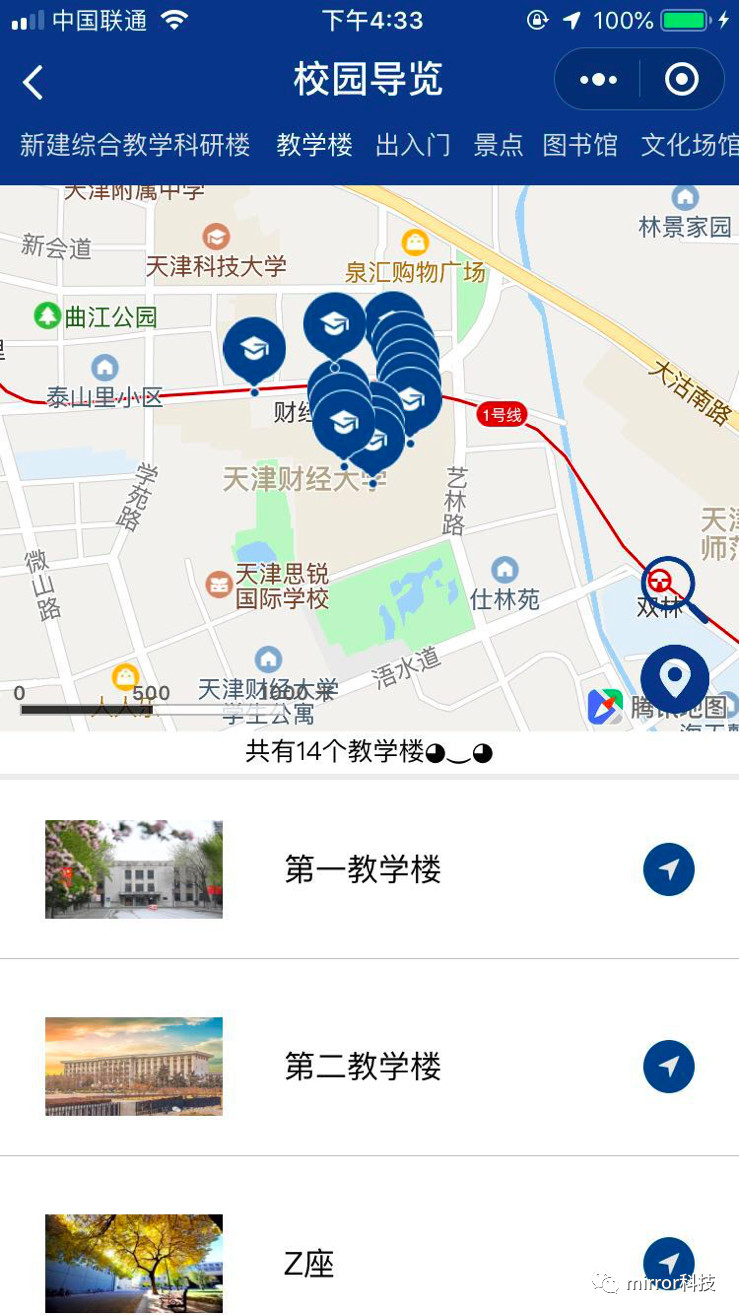 中国联通
下午4:33
100%
校园导览
新建综合教学科研楼 教学楼 出入门 景点 图书馆 文化场馆
天津附属中学
新会道
天津科技大学
泉汇购物广场
林景家园
曲江公园
泰山里小区
大沽南路
财经
1号线
天津财经大学
学苑路
艺林路
天津
师范
微山路
天津思锐
国际学校
仕林苑
双林
浯水道
0 500 1000 米
人人乐
天津财经大学
学生公寓
腾讯地图
共有14个教学楼
第一教学楼
第二教学楼
Z座
mirror科技